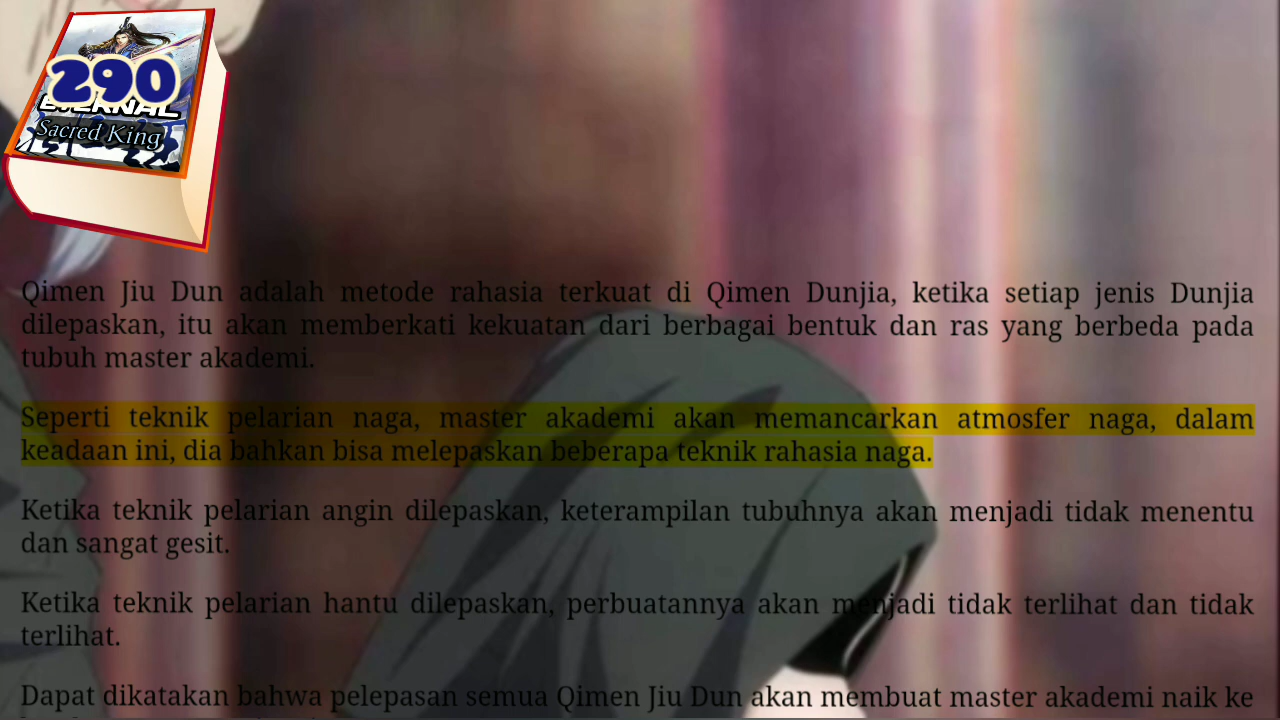 290
ETERNAL
Sacred King
Qimen Jiu Dun adalah metode rahasia terkuat di Qimen Dunjia, ketika setiap jenis Dunjia
dilepaskan, itu akan memberkati kekuatan dari berbagai bentuk dan ras yang berbeda pada
tubuh master akademi.
Seperti teknik pelarian naga, master akademi akan memancarkan atmosfer naga, dalam
keadaan ini, dia bahkan bisa melepaskan beberapa teknik rahasia naga.
Ketika teknik pelarian angin dilepaskan, keterampilan tubuhnya akan menjadi tidak menentu
dan sangat gesit.
Ketika teknik pelarian hantu dilepaskan, perbuatannya akan menjadi tidak terlihat dan tidak
terlihat.
Dapat dikatakan bahwa pelepasan semua Qimen Jiu Dun akan membuat master akademi naik ke